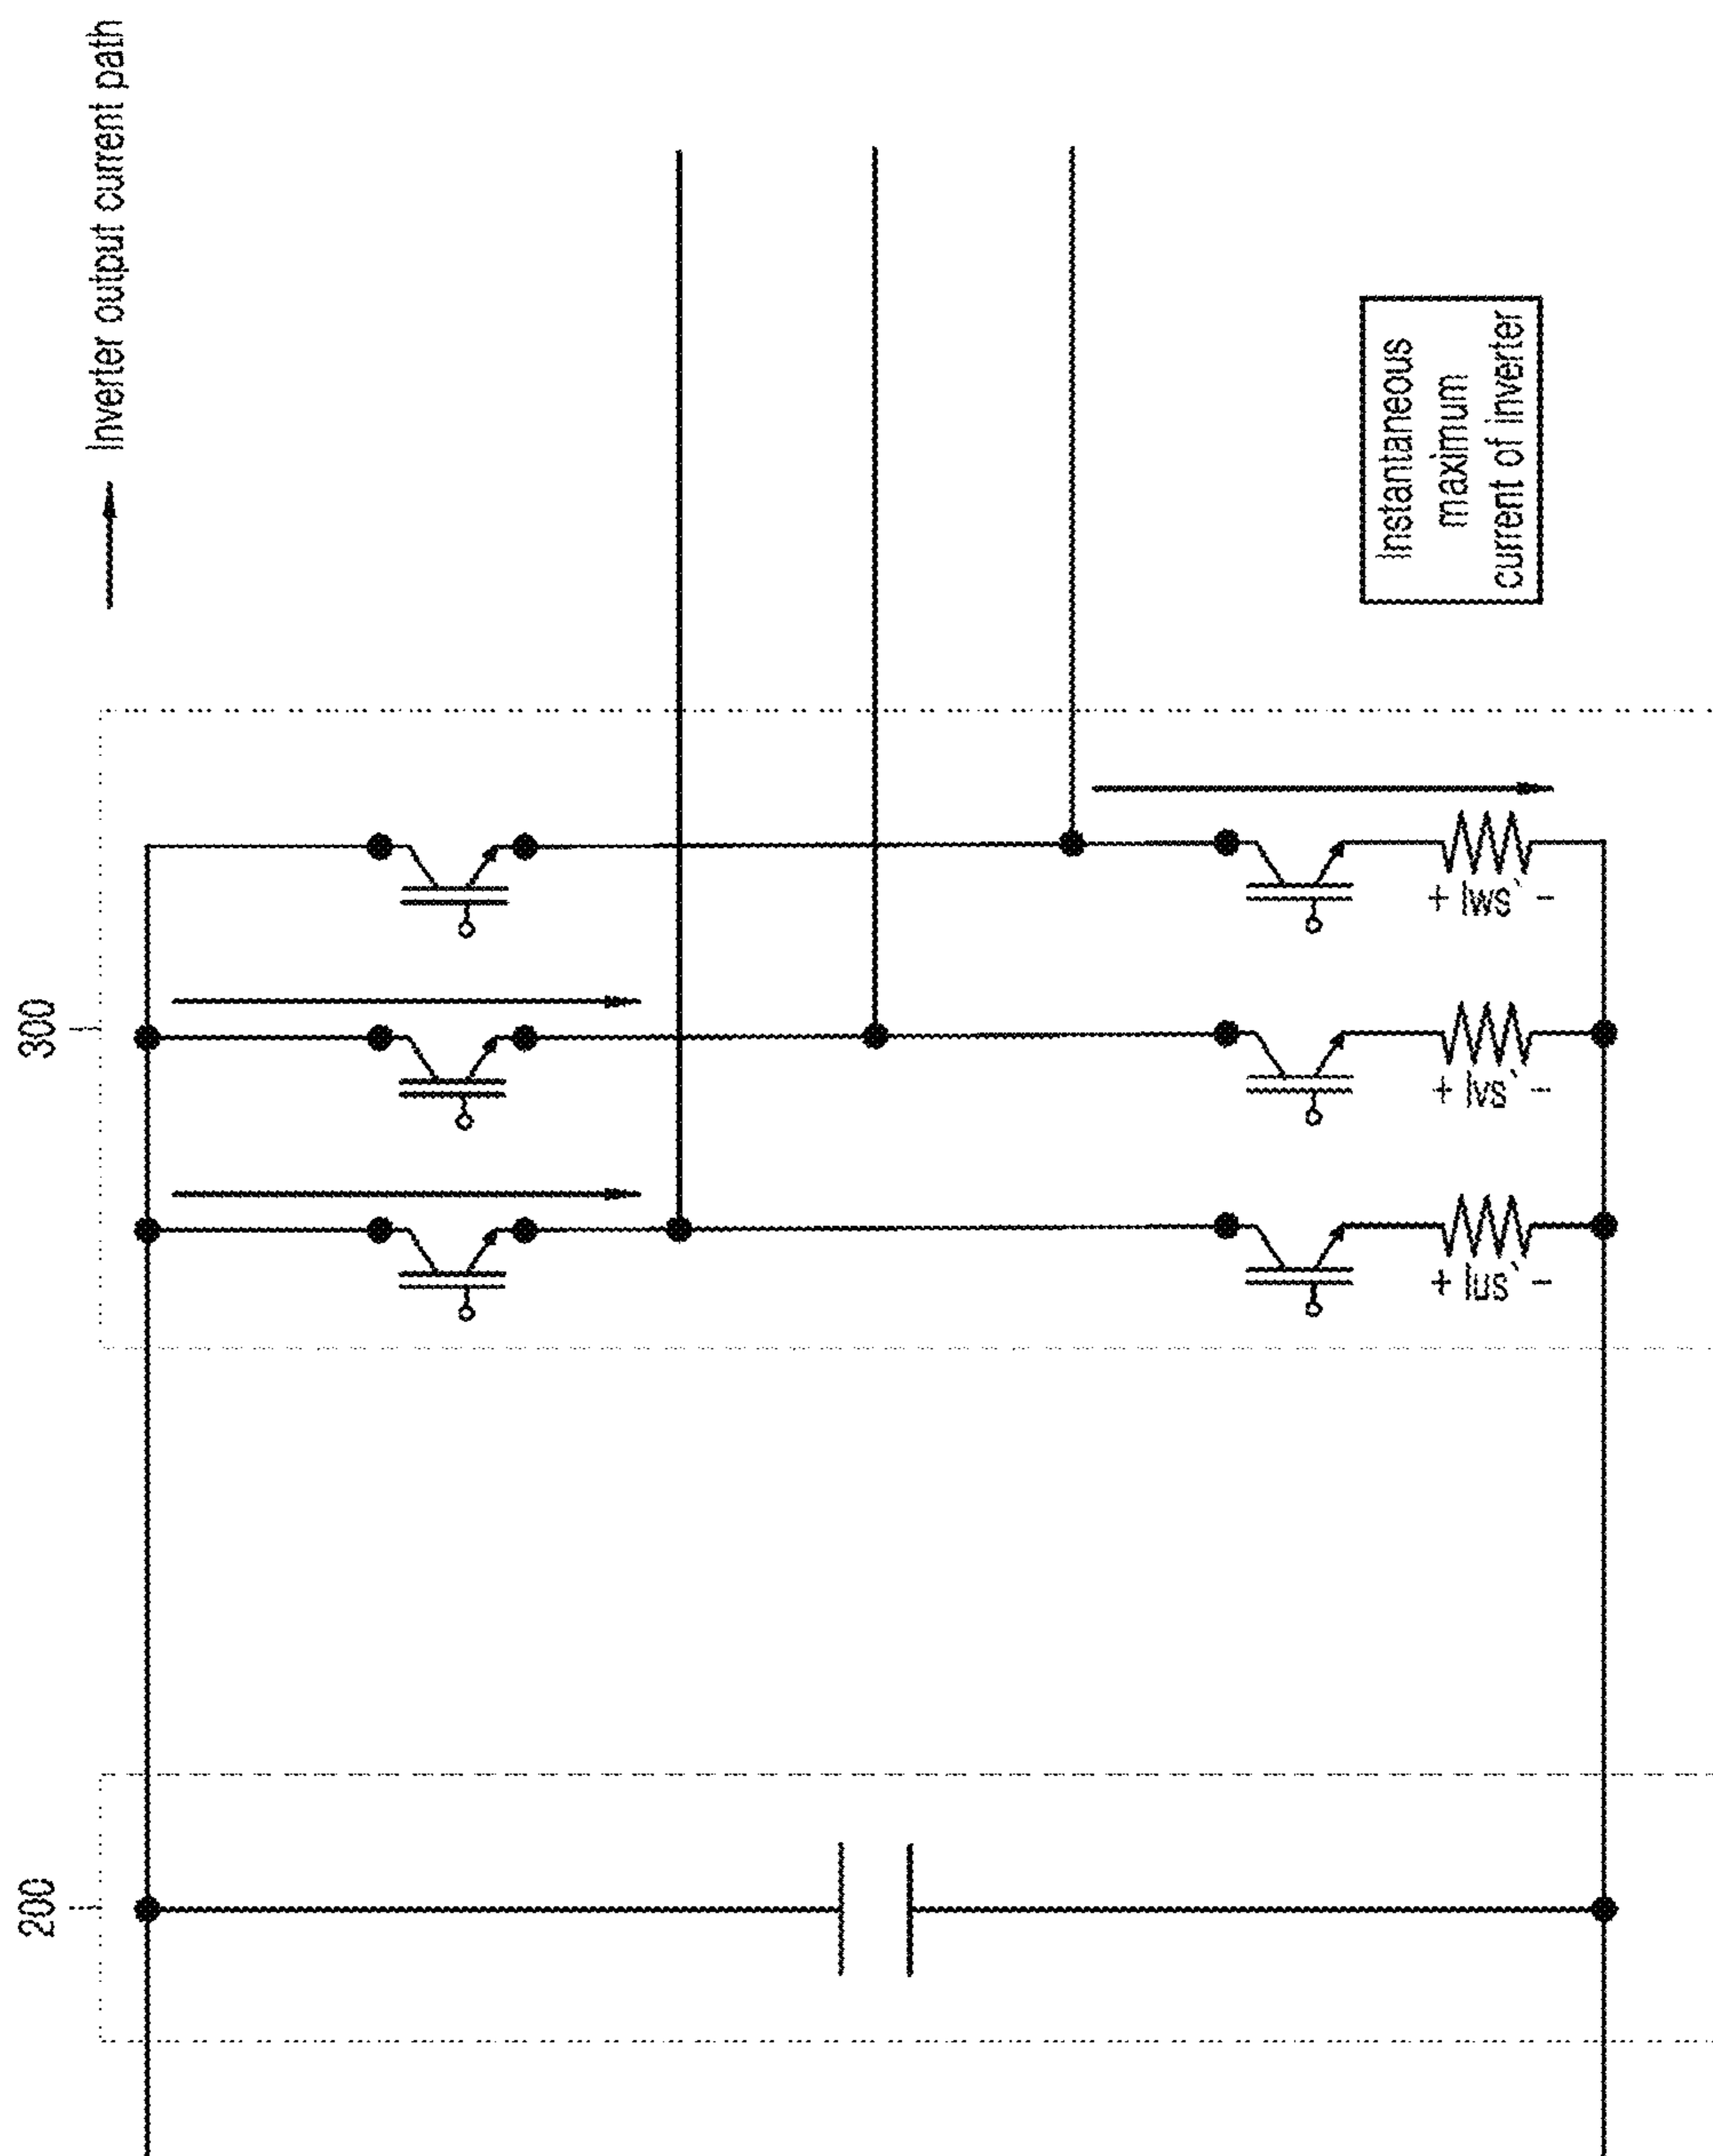 Inverter output current path
200
300
+ Ius' -
+ Ivs' -
+ Iws' -
Instantaneous
maximum
current of inverter